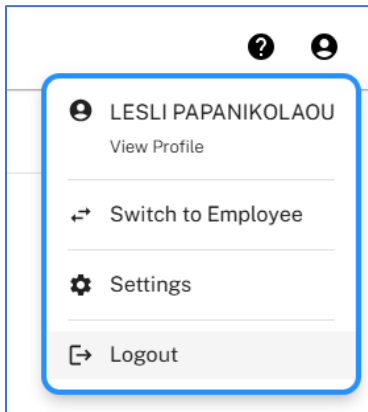 LESLI PAPANIKOLAOU
View Profile
Switch to Employee
Settings
Logout